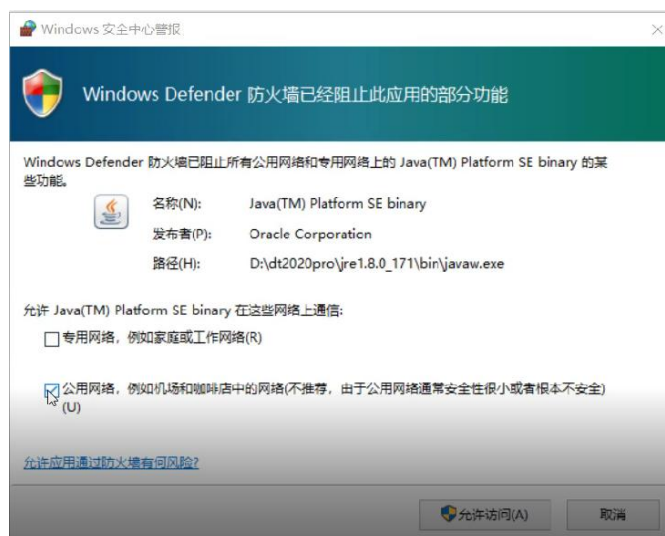 Windows 安全中心警报
Windows Defender 防火墙已经阻止此应用的部分功能
Windows Defender 防火墙已阻止所有公用网络和专用网络上的 Java(TM) Platform SE binary 的某
些功能。
名称(N): Java(TM) Platform SE binary
发布者(P): Oracle Corporation
路径(H): D:\dt2020pro\jre1.8.0_171\bin\javaw.exe
允许 Java(TM) Platform SE binary 在这些网络上通信:
专用网络，例如家庭或工作网络(R)
公用网络，例如机场和咖啡店中的网络(不推荐，由于公用网络通常安全性很小或者根本不安全)
(U)
允许应用通过防火墙有何风险?
允许访问(A) 取消